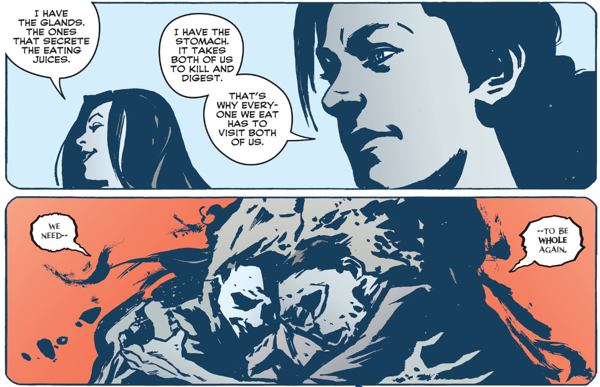 I HAVE
THE GLANDS.
THE ONES
THAT SECRETE
THE EATING
JUICES.
I HAVE THE
STOMACH.
IT TAKES
BOTH OF US
TO KILL AND
DIGEST.
THAT'S
WHY EVERY-
ONE WE EAT
HAS TO
VISIT BOTH
OF US.
WE
NEED--
--TO BE
WHOLE
AGAIN.